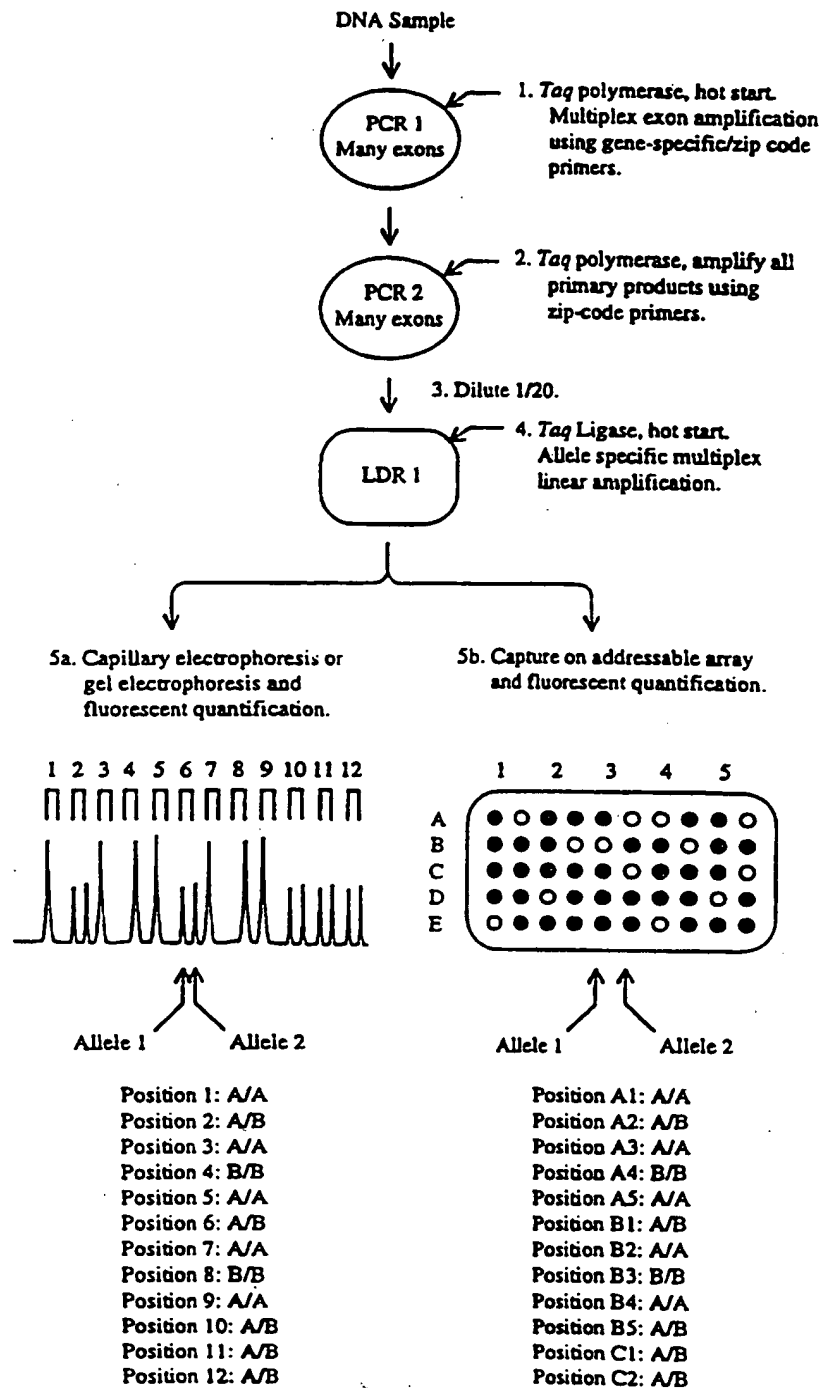 DNA Sample
PCR 1
Many exons
1. Taq polymerase, hot start.
Multiplex exon amplification
using gene-specific/zip code
primers.
PCR 2
Many exons
2. Taq polymerase, amplify all
primary products using
zip-code primers.
3. Dilute 1/20.
LDR 1
4. Taq Ligase, hot start.
Allele specific multiplex
linear amplification.
5a. Capillary electrophoresis or
gel electrophoresis and
fluorescent quantification.
5b. Capture on addressable array
and fluorescent quantification.
1 2 3 4 5 6 7 8 9 10 11 12
1 2 3 4 5
A
B
C
D
E
Allele 1 Allele 2
Allele 1 Allele 2
Position 1: A/A
Position 2: A/B
Position 3: A/A
Position 4: B/B
Position 5: A/A
Position 6: A/B
Position 7: A/A
Position 8: B/B
Position 9: A/A
Position 10: A/B
Position 11: A/B
Position 12: A/B
Position A1: A/A
Position A2: A/B
Position A3: A/A
Position A4: B/B
Position A5: A/A
Position B1: A/B
Position B2: A/A
Position B3: B/B
Position B4: A/A
Position B5: A/B
Position C1: A/B
Position C2: A/B